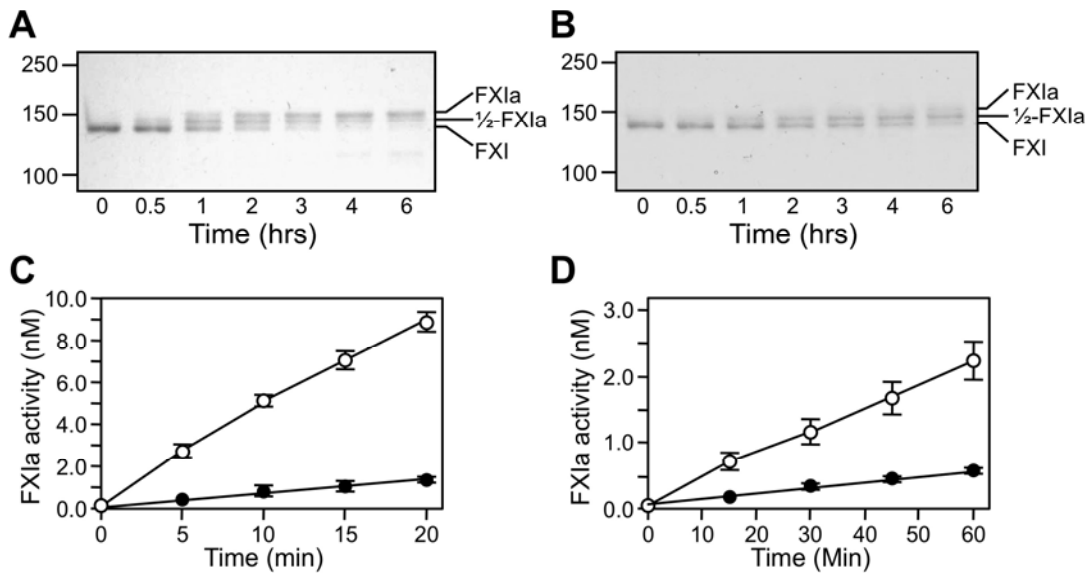 A
250
150
100
FXIa
½-FXIa
FXI
0 0.5 1 2 3 4 6
Time (hrs)
B
250
150
100
FXIa
½-FXIa
FXI
0 0.5 1 2 3 4 6
Time (hrs)
C
10.0
8.0
6.0
4.0
2.0
0.0
FXIa activity (nM)
0 5 10 15 20
Time (min)
D
3.0
2.0
1.0
0.0
FXIa activity (nM)
0 10 20 30 40 50 60
Time (Min)